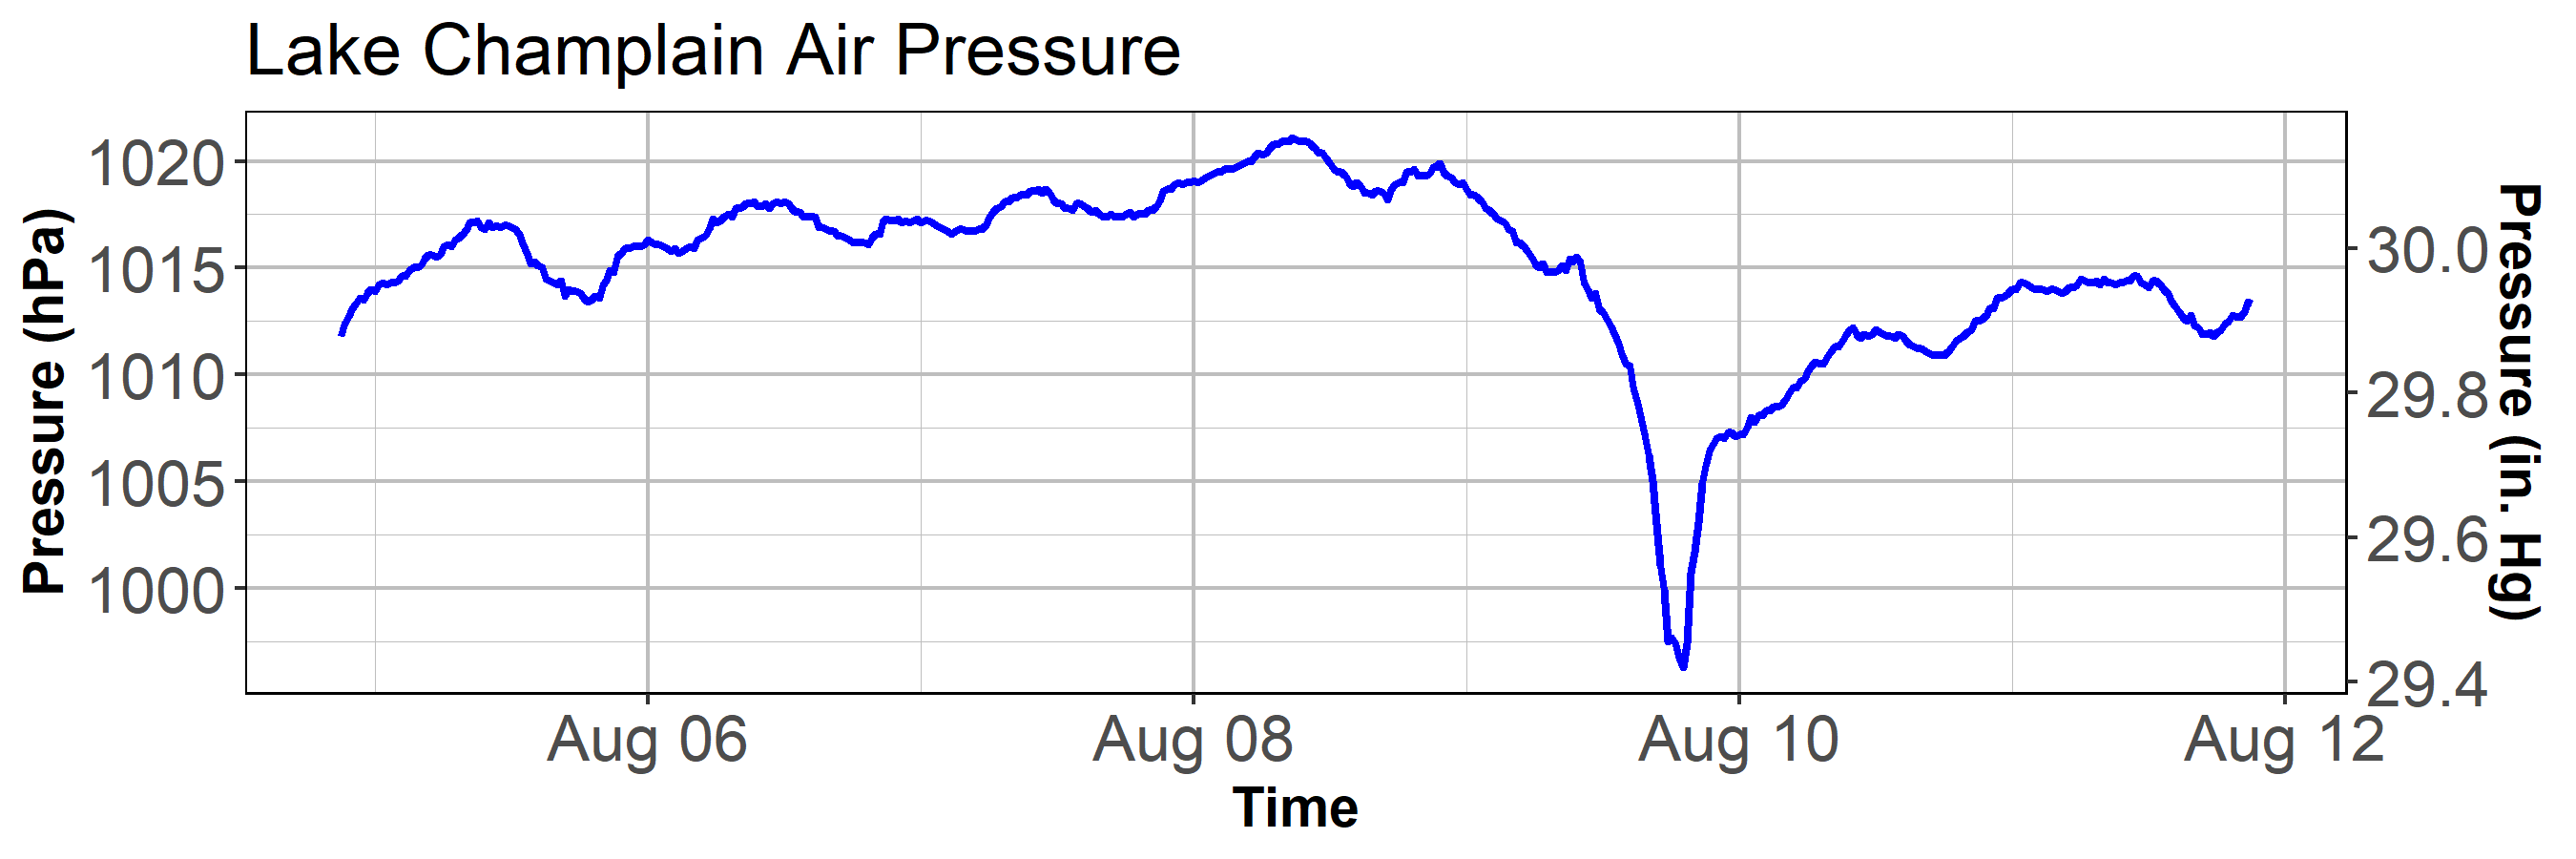 Lake Champlain Air Pressure
Pressure (hPa)
1020
1015
1010
1005
1000
30.0
29.8
29.6
29.4
Pressure (in. Hg)
Aug 06 Aug 08 Aug 10 Aug 12
Time